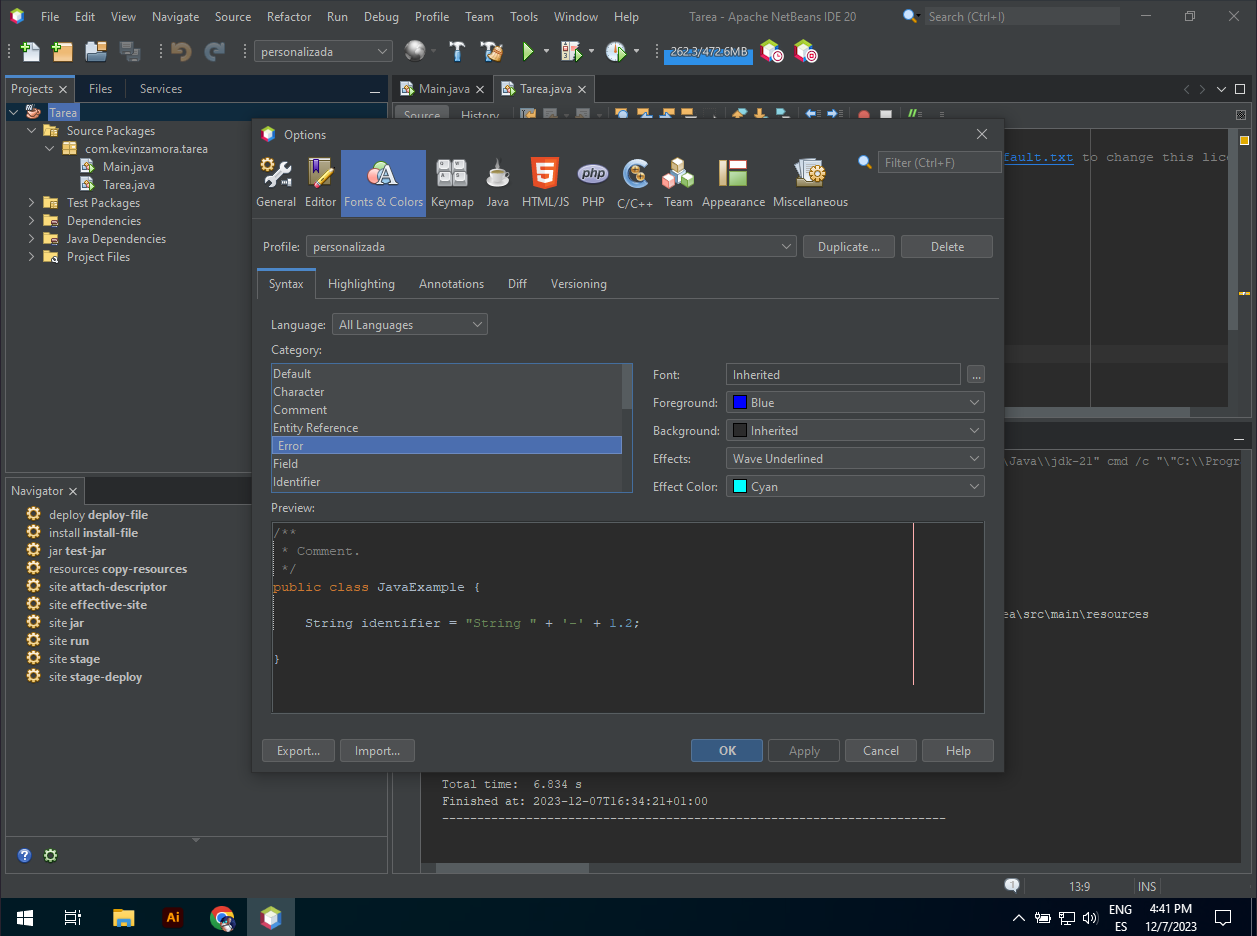 File Edit View Navigate Source Refactor Run Debug Profile Team Tools Window Help Tarea - Apache NetBeans IDE 20 Search (Ctrl+I)
personalizada 262.3/472.6MB
Projects Files Services Main.java Tarea.java
Source History
Tarea
Source Packages
com.kevinzamora.tarea
Main.java
Tarea.java
Test Packages
Dependencies
Java Dependencies
Project Files
fault.txt to change this lice
Options
General Editor Fonts & Colors Keymap Java HTML/JS PHP C/C++ Team Appearance Miscellaneous
Filter (Ctrl+F)
Profile: personalizada Duplicate ... Delete
Syntax Highlighting Annotations Diff Versioning
Language: All Languages
Category:
Default
Character
Comment
Entity Reference
Error
Field
Identifier
Font: Inherited ...
Foreground: Blue
Background: Inherited
Effects: Wave Underlined
Effect Color: Cyan
Preview:
/**
* Comment.
*/
public class JavaExample {
String identifier = "String " + '-' + 1.2;
}
Export... Import... OK Apply Cancel Help
Navigator
deploy deploy-file
install install-file
jar test-jar
resources copy-resources
site attach-descriptor
site effective-site
site jar
site run
site stage
site stage-deploy
\Java\\jdk-21" cmd /c "\"C:\\Progr
ea\src\main\resources
Total time: 6.834 s
Finished at: 2023-12-07T16:34:21+01:00
------------------------------------------------------------------------
1 13:9 INS
Ai ENG ES 4:41 PM 12/7/2023